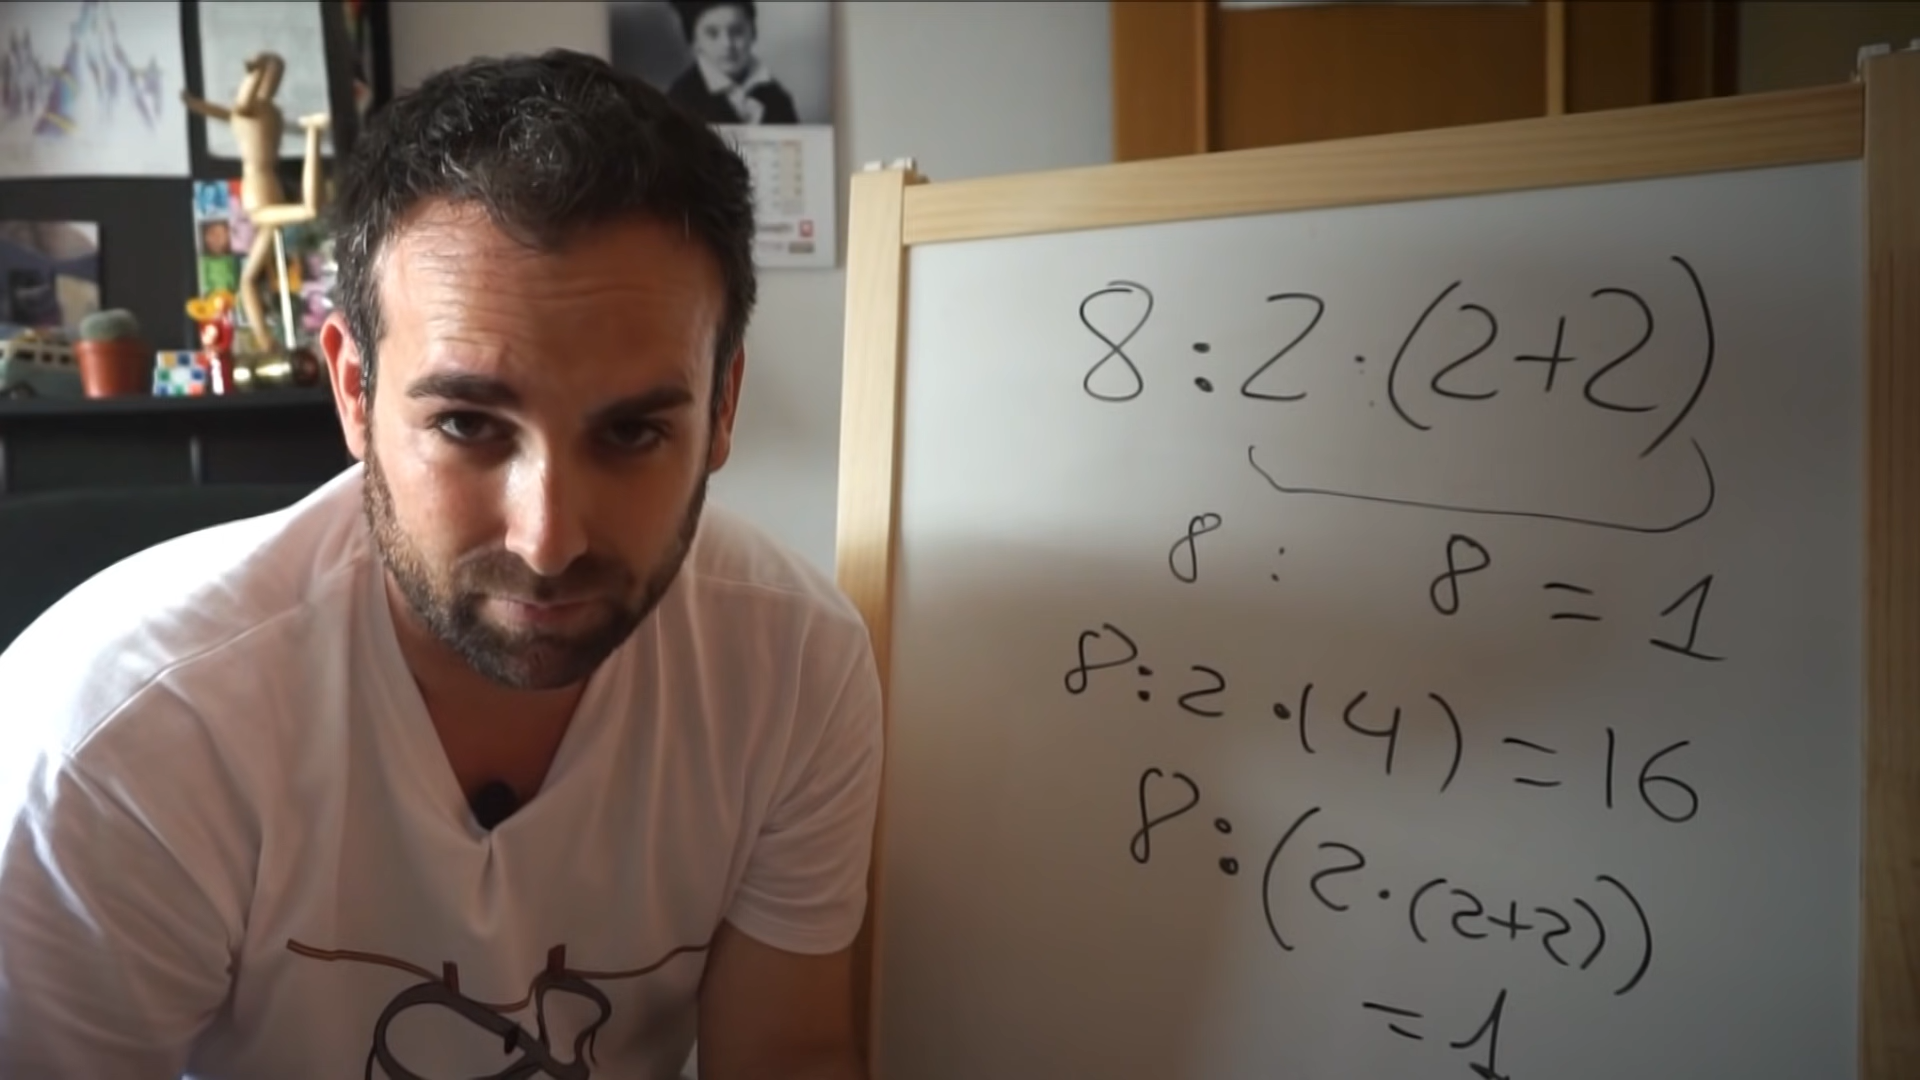 8:2·(2+2)
8 : 8 = 1
8:2·(4)=16
8:(2·(2+2))
=1